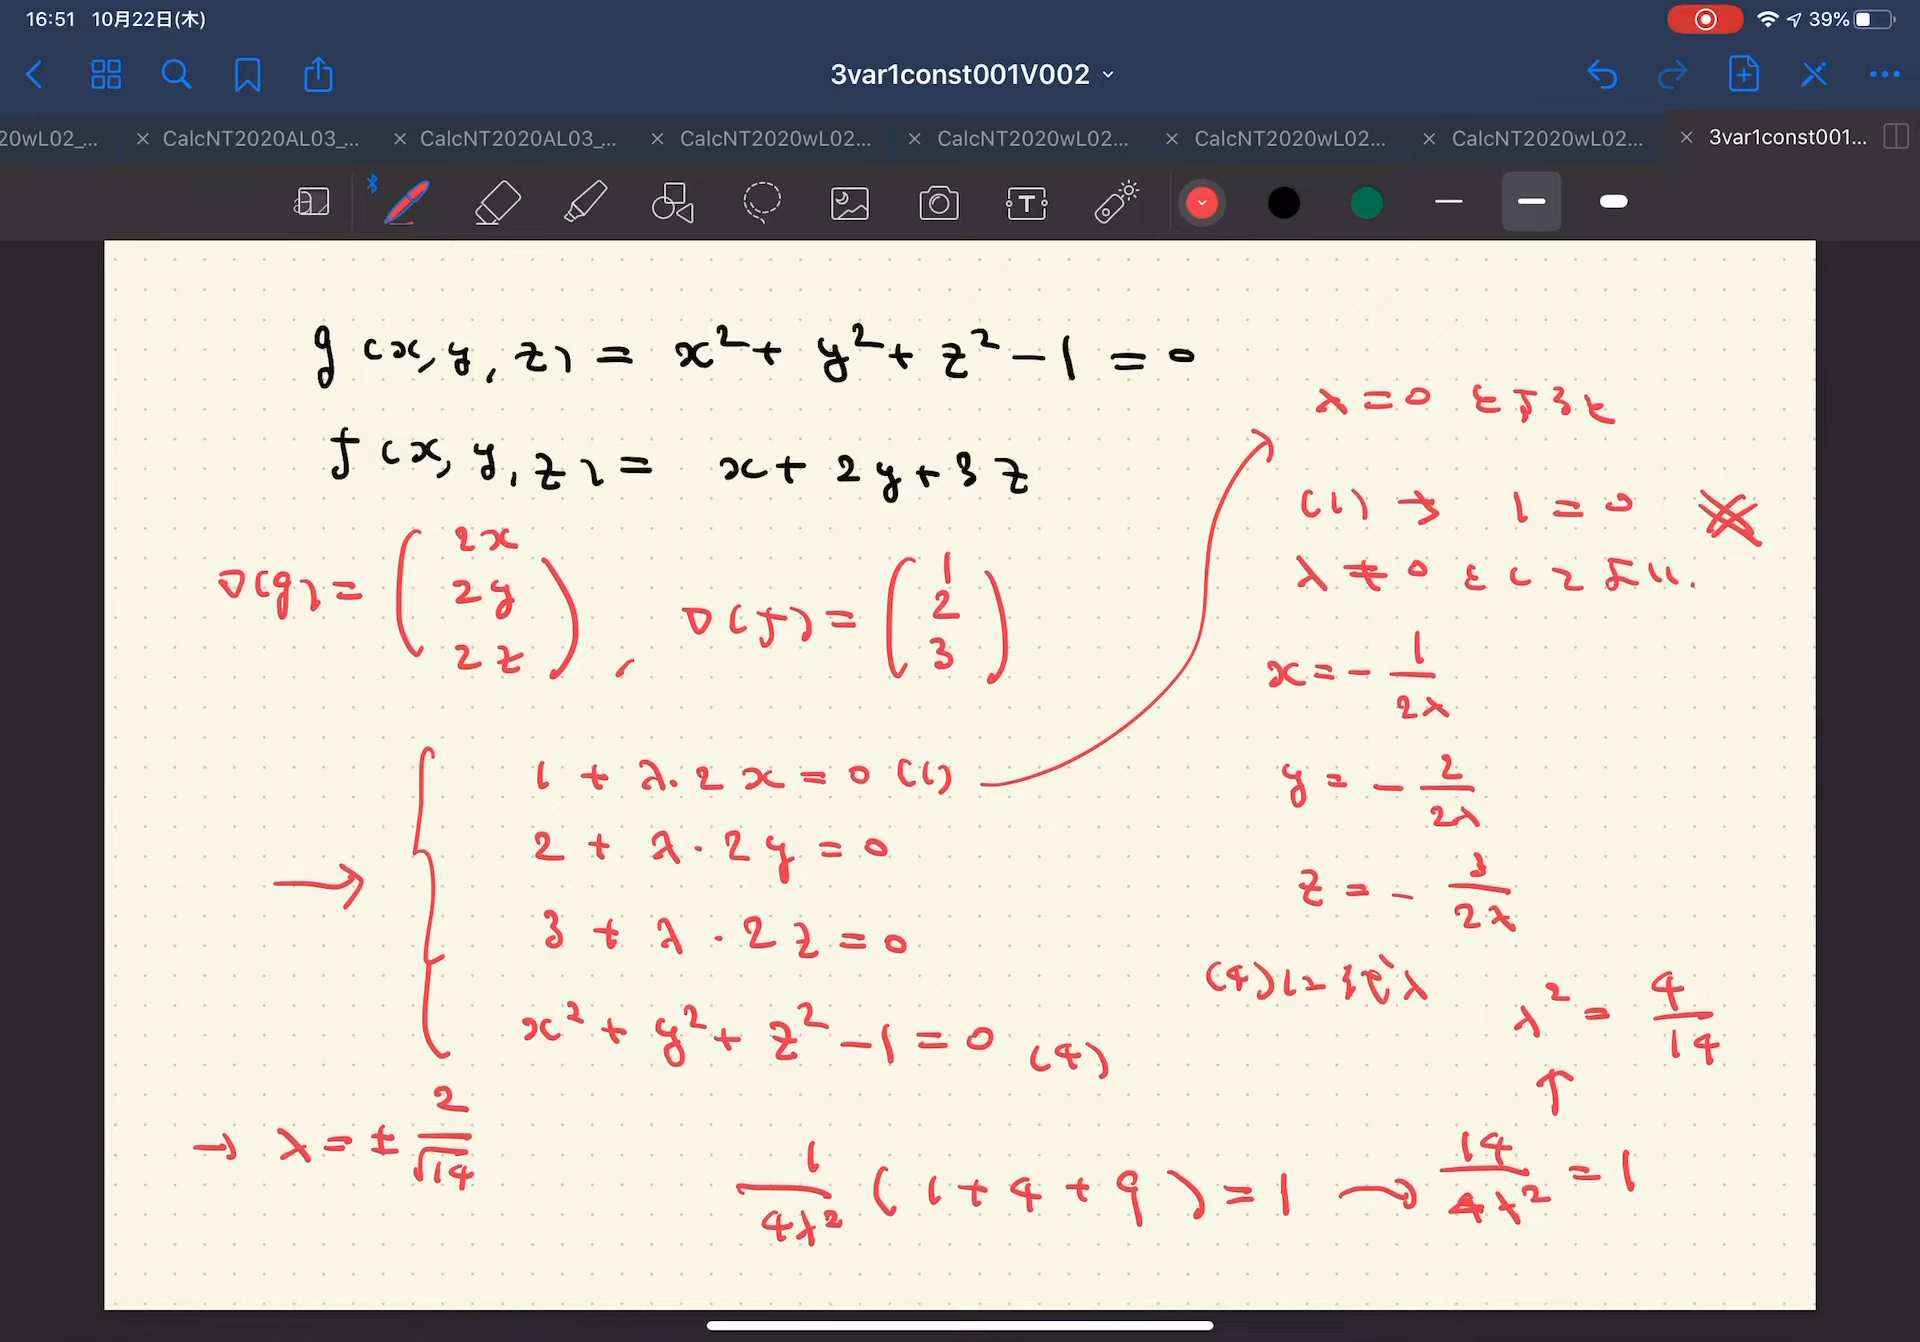 16:51 10月22日(木)
39%
3var1const001V002
20wL02_...
CalcNT2020AL03_...
CalcNT2020AL03_...
CalcNT2020wL02...
CalcNT2020wL02...
CalcNT2020wL02...
CalcNT2020wL02...
3var1const001...
T
g(x, y, z) = x² + y² + z² - 1 = 0
f(x, y, z) = x + 2y + 3z
∇(g) = (2x 2y 2z), ∇(f) = (1 2 3)
→
1 + λ·2x = 0 (1)
2 + λ·2y = 0
3 + λ·2z = 0
x² + y² + z² - 1 = 0 (4)
λ = 0 とすると
(1) → 1 = 0
λ ≠ 0 としてよい.
x = - 1/2λ
y = - 2/2λ
z = - 3/2λ
(4)に
1/4λ² (1 + 4 + 9) = 1 → 14/4λ² = 1
↑
λ² = 4/14
→ λ = ± 2/√14